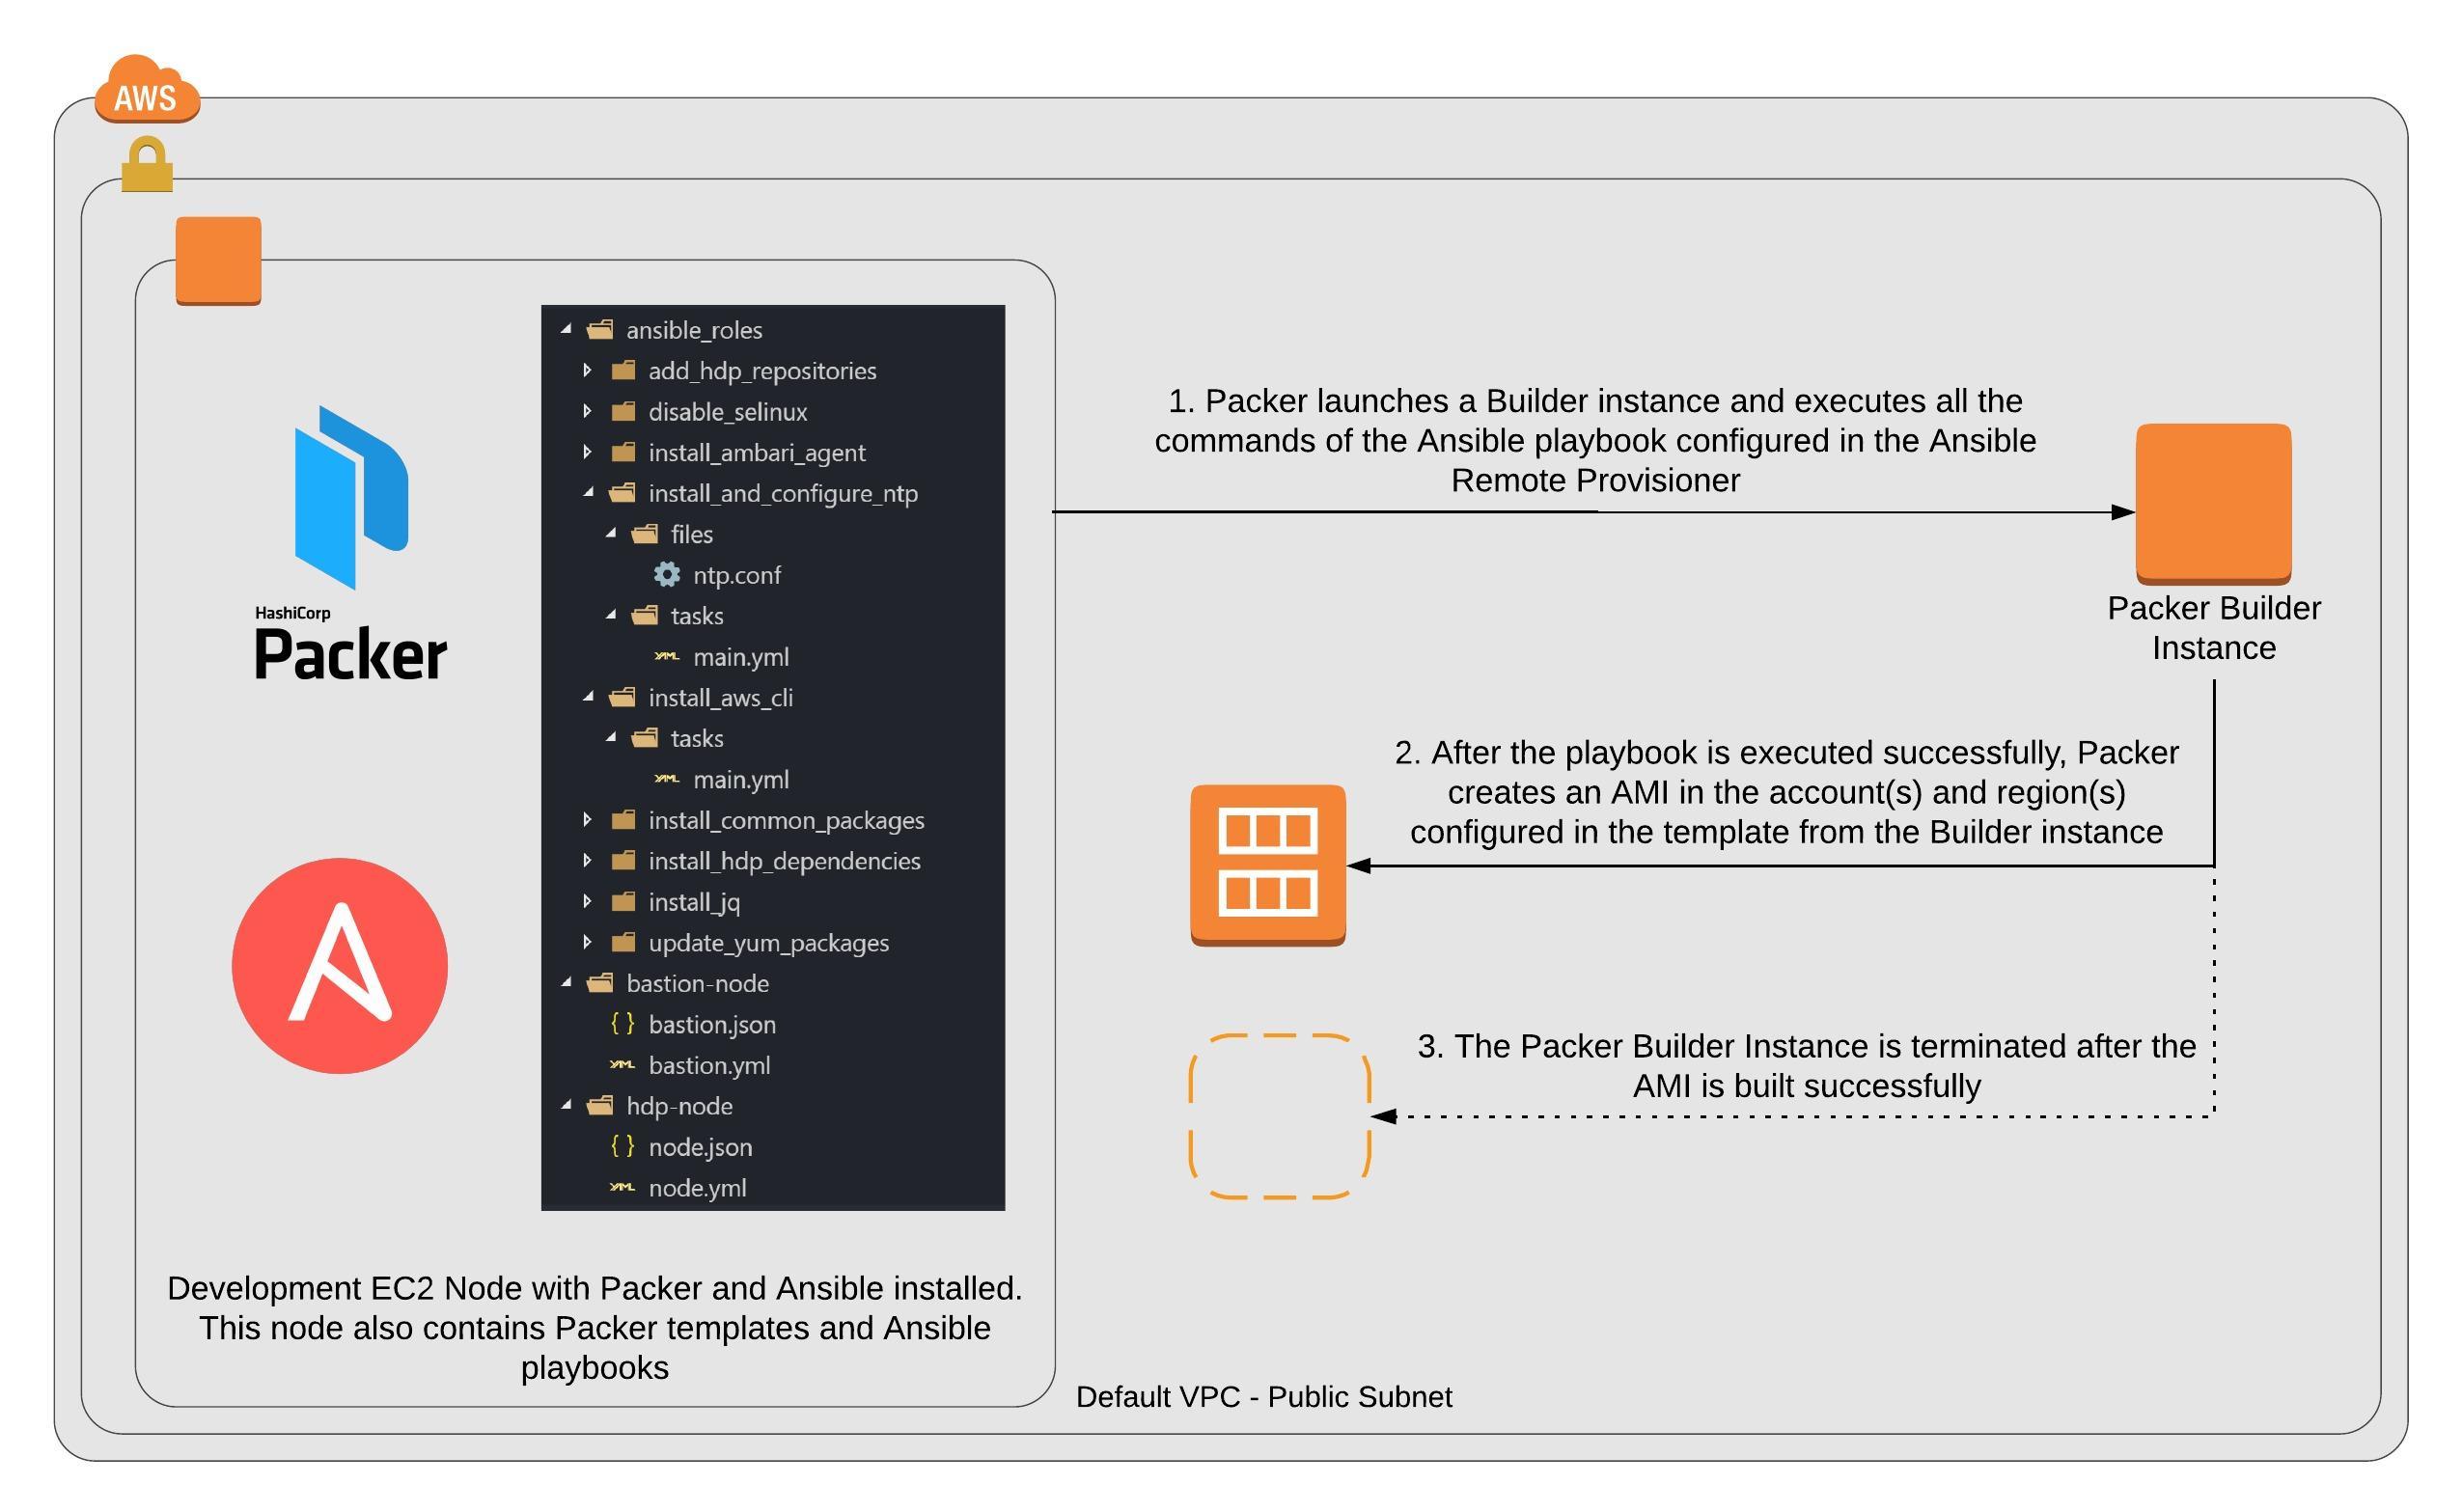 AWS
ansible_roles
add_hdp_repositories
disable_selinux
install_ambari_agent
install_and_configure_ntp
files
ntp.conf
tasks
YAML main.yml
install_aws_cli
tasks
YAML main.yml
install_common_packages
install_hdp_dependencies
install_jq
update_yum_packages
bastion-node
{ } bastion.json
YAML bastion.yml
hdp-node
{ } node.json
YAML node.yml
HashiCorp
Packer
Development EC2 Node with Packer and Ansible installed.
This node also contains Packer templates and Ansible
playbooks
1. Packer launches a Builder instance and executes all the
commands of the Ansible playbook configured in the Ansible
Remote Provisioner
Packer Builder
Instance
2. After the playbook is executed successfully, Packer
creates an AMI in the account(s) and region(s)
configured in the template from the Builder instance
3. The Packer Builder Instance is terminated after the
AMI is built successfully
Default VPC - Public Subnet